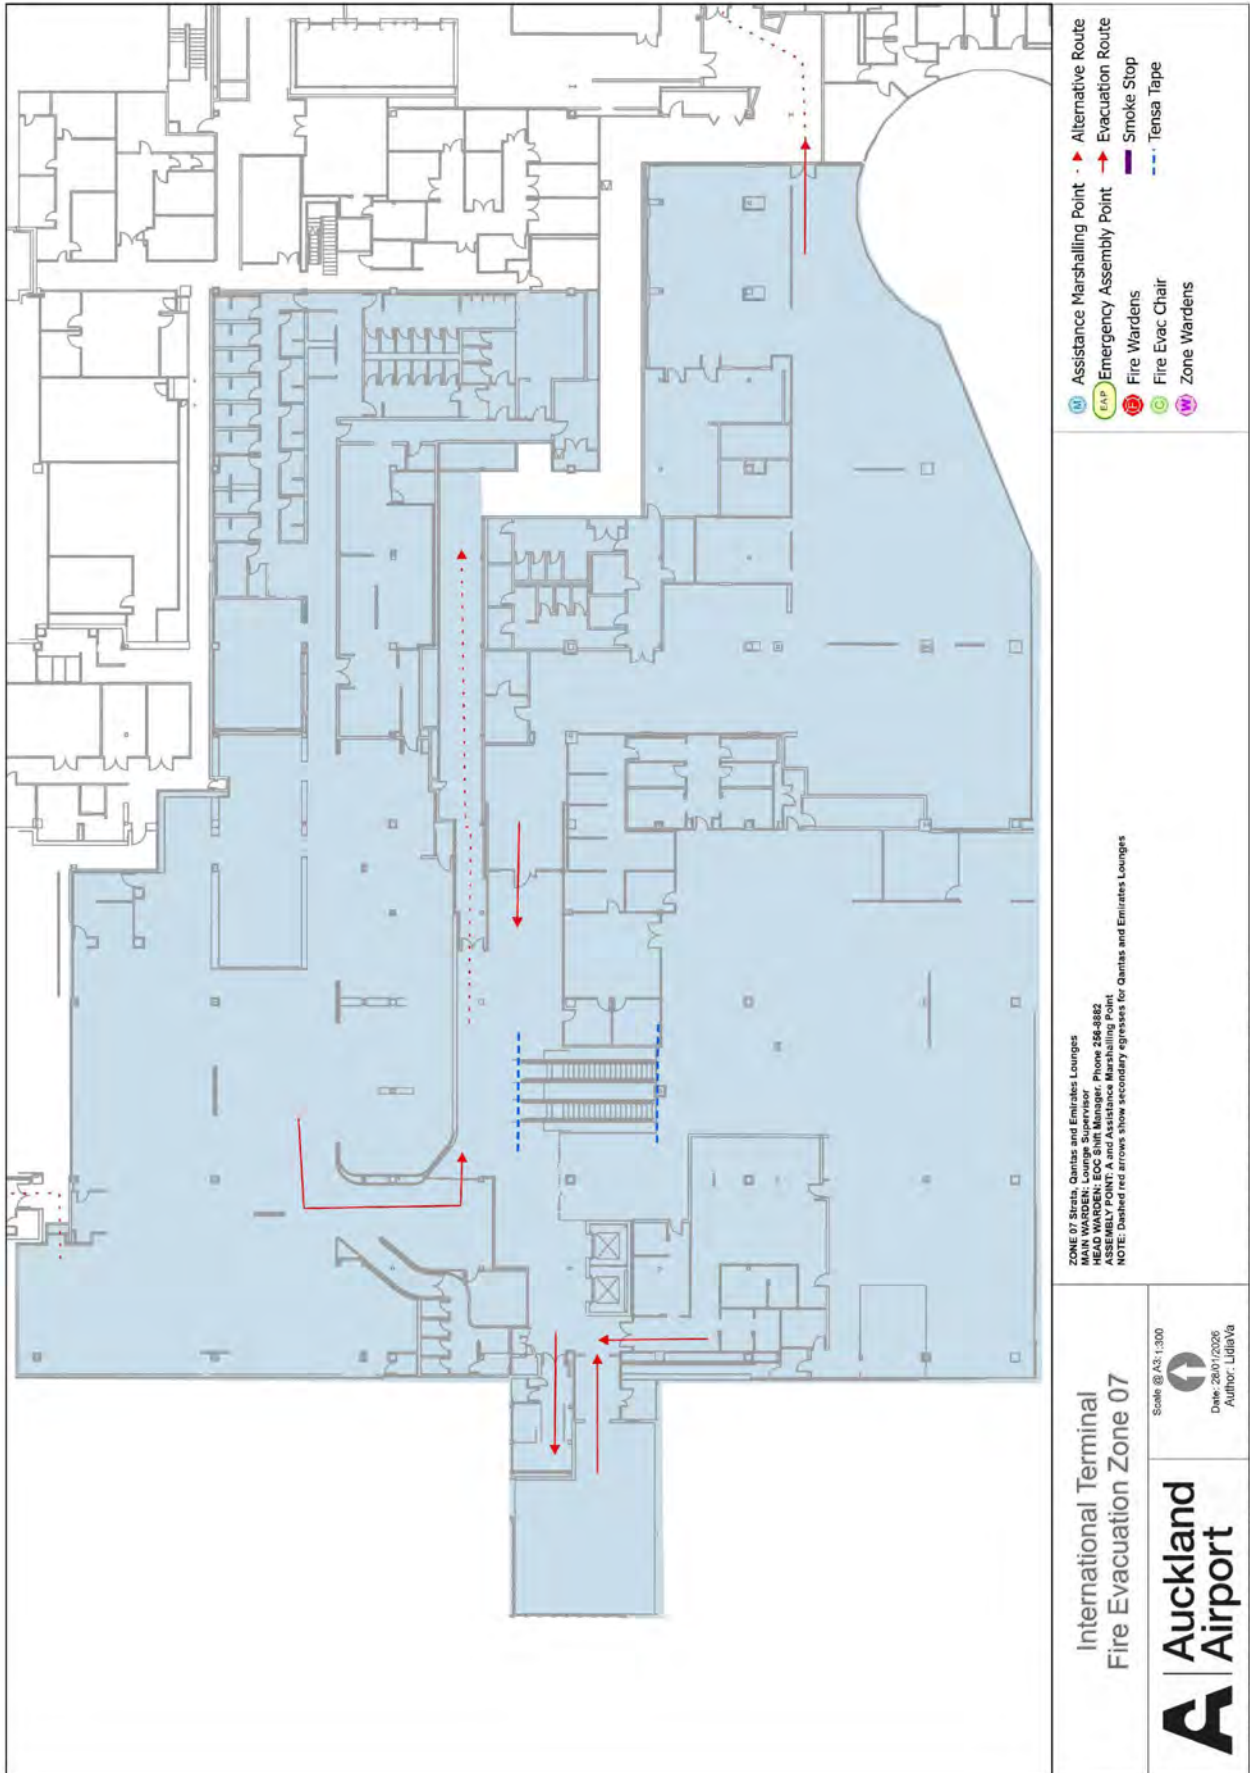 International Terminal
Fire Evacuation Zone 07
A Auckland
Airport
Scale @ A3: 1:300
Date: 28/01/2026
Author: LidiaVa
ZONE 07 Strata, Qantas and Emirates Lounges
MAIN WARDEN: Lounge Supervisor
HEAD WARDEN: EOC Shift Manager, Phone 256-8882
ASSEMBLY POINT: A and Assistance Marshalling Point
NOTE: Dashed red arrows show secondary egresses for Qantas and Emirates Lounges
M Assistance Marshalling Point
EAP Emergency Assembly Point
F Fire Wardens
C Fire Evac Chair
W Zone Wardens
Alternative Route
Evacuation Route
Smoke Stop
Tensa Tape